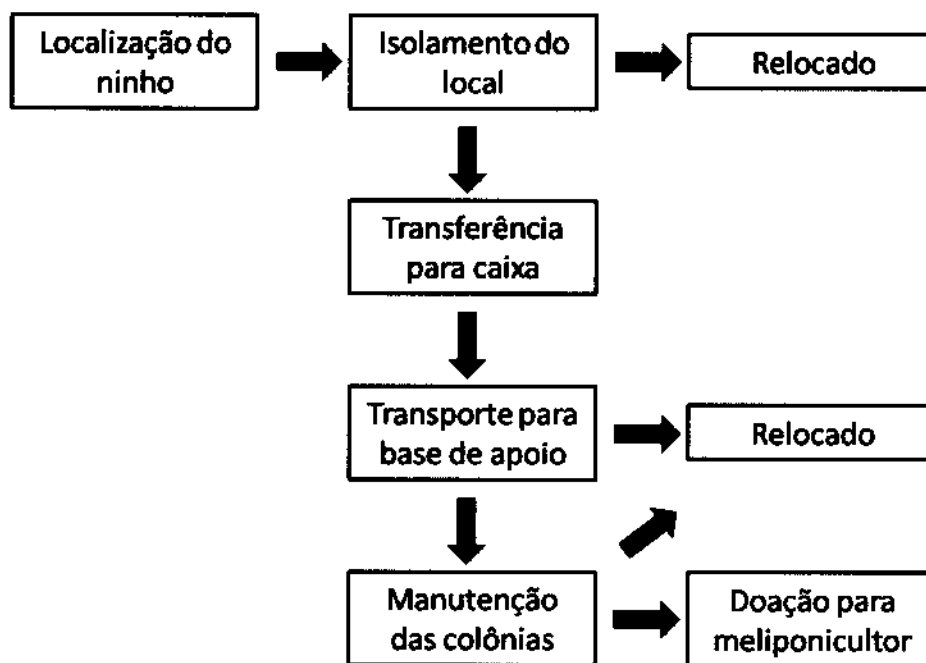 Localização do
ninho
Isolamento do
local
Relocado
Transferência
para caixa
Transporte para
base de apoio
Relocado
Manutenção
das colônias
Doação para
meliponicultor